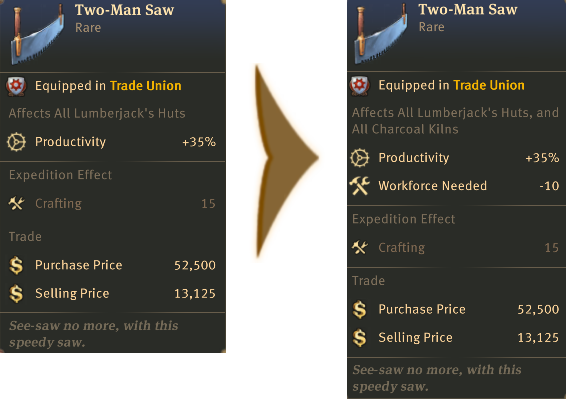 Two-Man Saw
Rare
Equipped in Trade Union
Affects All Lumberjack's Huts
Productivity +35%
Expedition Effect
Crafting 15
Trade
Purchase Price 52,500
Selling Price 13,125
See-saw no more, with this
speedy saw.
Two-Man Saw
Rare
Equipped in Trade Union
Affects All Lumberjack's Huts, and
All Charcoal Kilns
Productivity +35%
Workforce Needed -10
Expedition Effect
Crafting 15
Trade
Purchase Price 52,500
Selling Price 13,125
See-saw no more, with this
speedy saw.